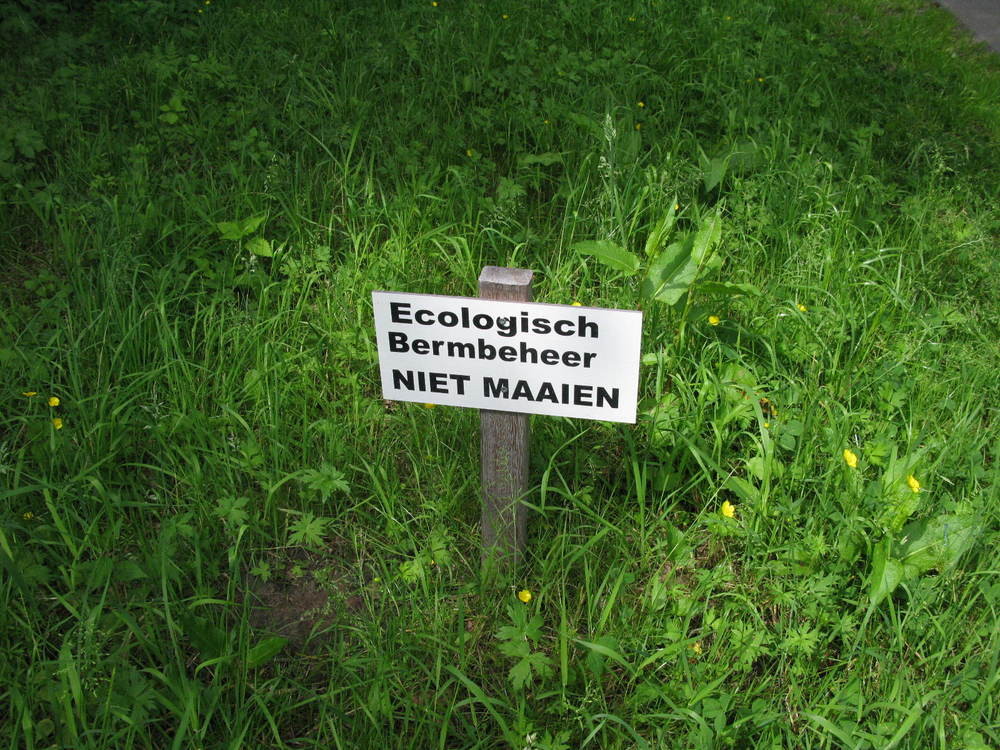 Ecologisch
Bermbeheer
NIET MAAIEN